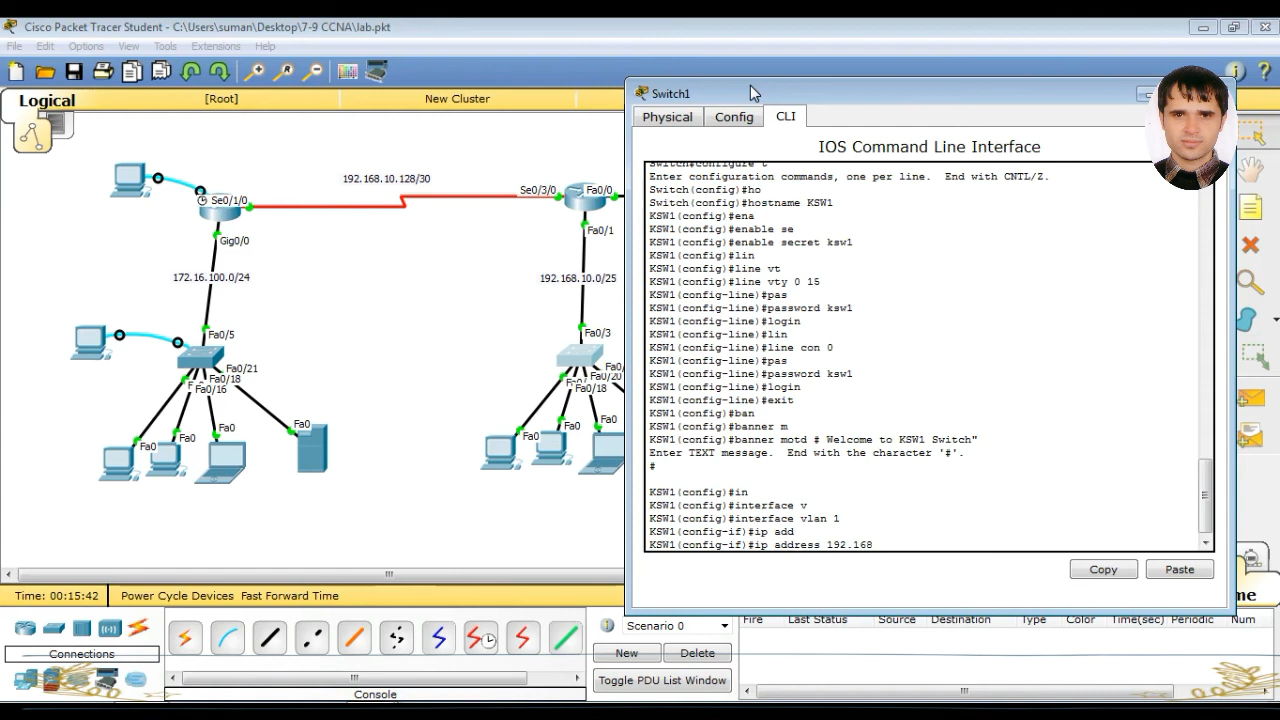 Cisco Packet Tracer Student - C:\Users\suman\Desktop\7-9 CCNA\lab.pkt
File Edit Options View Tools Extensions Help
Logical
[Root]
New Cluster
Switch1
Physical
Config
CLI
IOS Command Line Interface
Switch#configure t
Enter configuration commands, one per line.  End with CNTL/Z.
Switch(config)#ho
Switch(config)#hostname KSW1
KSW1(config)#ena
KSW1(config)#enable se
KSW1(config)#enable secret ksw1
KSW1(config)#lin
KSW1(config)#line vt
KSW1(config)#line vty 0 15
KSW1(config-line)#pas
KSW1(config-line)#password ksw1
KSW1(config-line)#login
KSW1(config-line)#lin
KSW1(config-line)#line con 0
KSW1(config-line)#pas
KSW1(config-line)#password ksw1
KSW1(config-line)#login
KSW1(config-line)#exit
KSW1(config)#ban
KSW1(config)#banner m
KSW1(config)#banner motd # Welcome to KSW1 Switch"
Enter TEXT message.  End with the character '#'.
#
KSW1(config)#in
KSW1(config)#interface v
KSW1(config)#interface vlan 1
KSW1(config-if)#ip add
KSW1(config-if)#ip address 192.168
Copy
Paste
192.168.10.128/30
Se0/1/0
Se0/3/0
Fa0/0
Gig0/0
Fa0/1
172.16.100.0/24
192.168.10.0/25
Fa0/5
Fa0/3
Fa0/21
Fa0/18
Fa0/16
Fa0/20
Fa0/18
Fa0
Fa0
Fa0
Fa0
Fa0
Fa0
Fa0
Time: 00:15:42
Power Cycle Devices Fast Forward Time
Connections
Console
Scenario 0
New
Delete
Toggle PDU List Window
Fire
Last Status
Source
Destination
Type
Color
Time(sec)
Periodic
Num